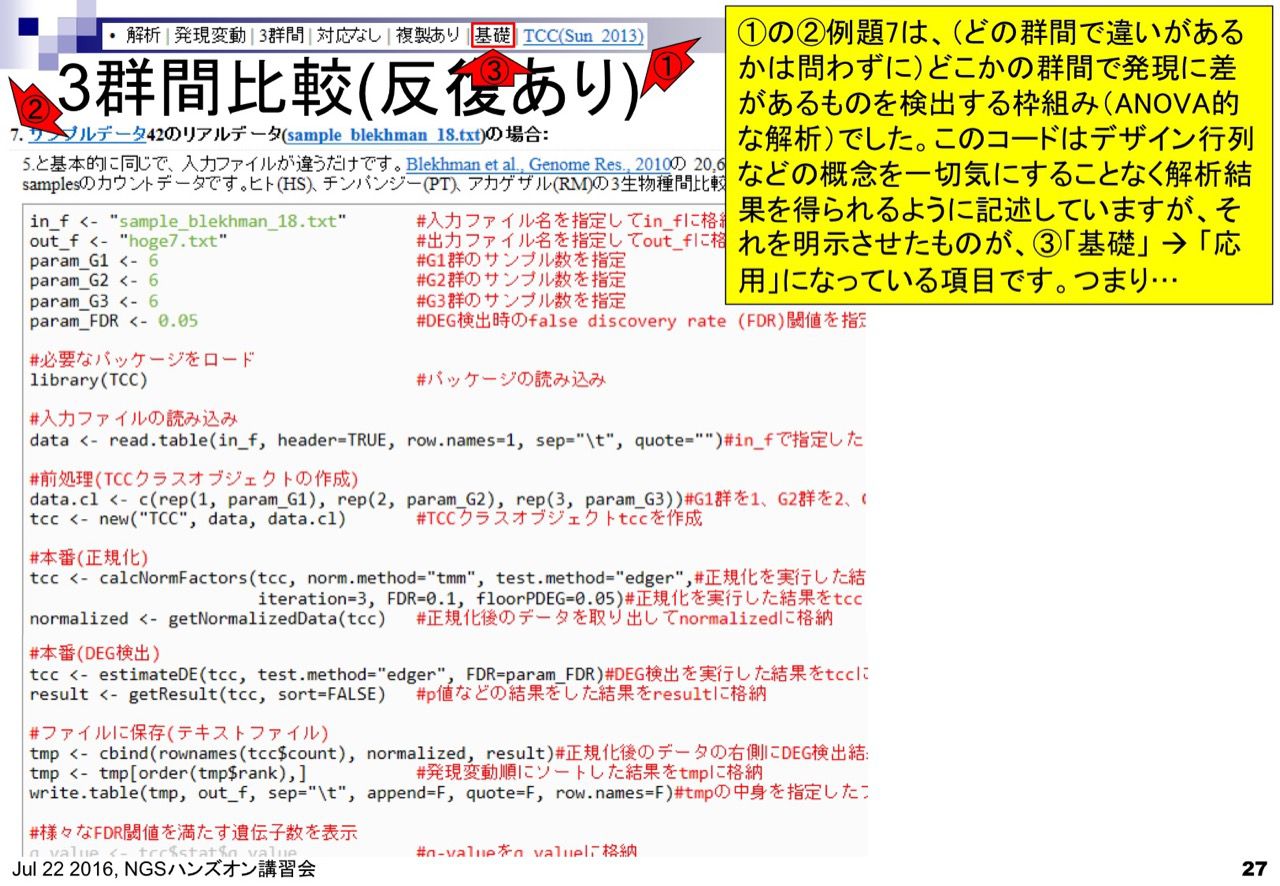 • 解析 | 発現変動 | 3群間 | 対応なし | 複製あり | 基礎 | TCC(Sun_2013)
3群間比較(反復あり)
①
②
③
7. サンプルデータ42のリアルデータ(sample_blekhman_18.txt)の場合:
5.と基本的に同じで、入力ファイルが違うだけです。Blekhman et al., Genome Res., 2010の 20,6
samplesのカウントデータです。ヒト(HS), チンパンジー(PT), アカゲザル(RM)の3生物種間比較
①の②例題7は、(どの群間で違いがある
かは問わずに)どこかの群間で発現に差
があるものを検出する枠組み(ANOVA的
な解析)でした。このコードはデザイン行列
などの概念を一切気にすることなく解析結
果を得られるように記述していますが、そ
れを明示させたものが、③「基礎」 → 「応
用」になっている項目です。つまり…
in_f <- "sample_blekhman_18.txt" #入力ファイル名を指定してin_fに格
out_f <- "hoge7.txt" #出力ファイル名を指定してout_fに格
param_G1 <- 6 #G1群のサンプル数を指定
param_G2 <- 6 #G2群のサンプル数を指定
param_G3 <- 6 #G3群のサンプル数を指定
param_FDR <- 0.05 #DEG検出時のfalse discovery rate (FDR)閾値を指定
#必要なパッケージをロード
library(TCC) #パッケージの読み込み
#入力ファイルの読み込み
data <- read.table(in_f, header=TRUE, row.names=1, sep="\t", quote="")#in_fで指定した
#前処理(TCCクラスオブジェクトの作成)
data.cl <- c(rep(1, param_G1), rep(2, param_G2), rep(3, param_G3))#G1群を1、G2群を2、
tcc <- new("TCC", data, data.cl) #TCCクラスオブジェクトtccを作成
#本番(正規化)
tcc <- calcNormFactors(tcc, norm.method="tmm", test.method="edger",#正規化を実行した結
iteration=3, FDR=0.1, floorPDEG=0.05)#正規化を実行した結果をtcc
normalized <- getNormalizedData(tcc) #正規化後のデータを取り出してnormalizedに格納
#本番(DEG検出)
tcc <- estimateDE(tcc, test.method="edger", FDR=param_FDR)#DEG検出を実行した結果をtccに
result <- getResult(tcc, sort=FALSE) #p値などの結果をした結果をresultに格納
#ファイルに保存(テキストファイル)
tmp <- cbind(rownames(tcc$count), normalized, result)#正規化後のデータの右側にDEG検出結
tmp <- tmp[order(tmp$rank),] #発現変動順にソートした結果をtmpに格納
write.table(tmp, out_f, sep="\t", append=F, quote=F, row.names=F)#tmpの中身を指定した
#様々なFDR閾値を満たす遺伝子数を表示
q.value <- tcc$stat$q.value #q-valueをq.valueに格納
Jul 22 2016, NGSハンズオン講習会
27